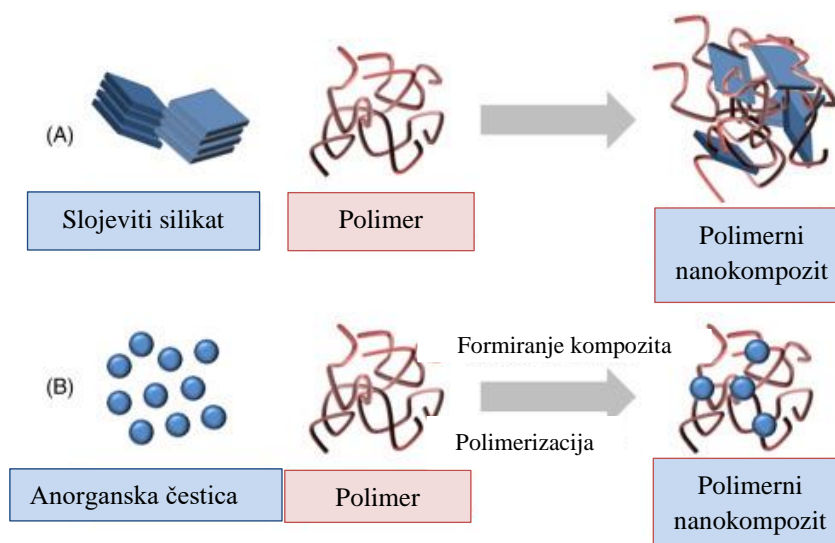 (A)
Slojeviti silikat
Polimer
Polimerni
nanokompozit
(B)
Formiranje kompozita
Polimerizacija
Anorganska čestica
Polimer
Polimerni
nanokompozit